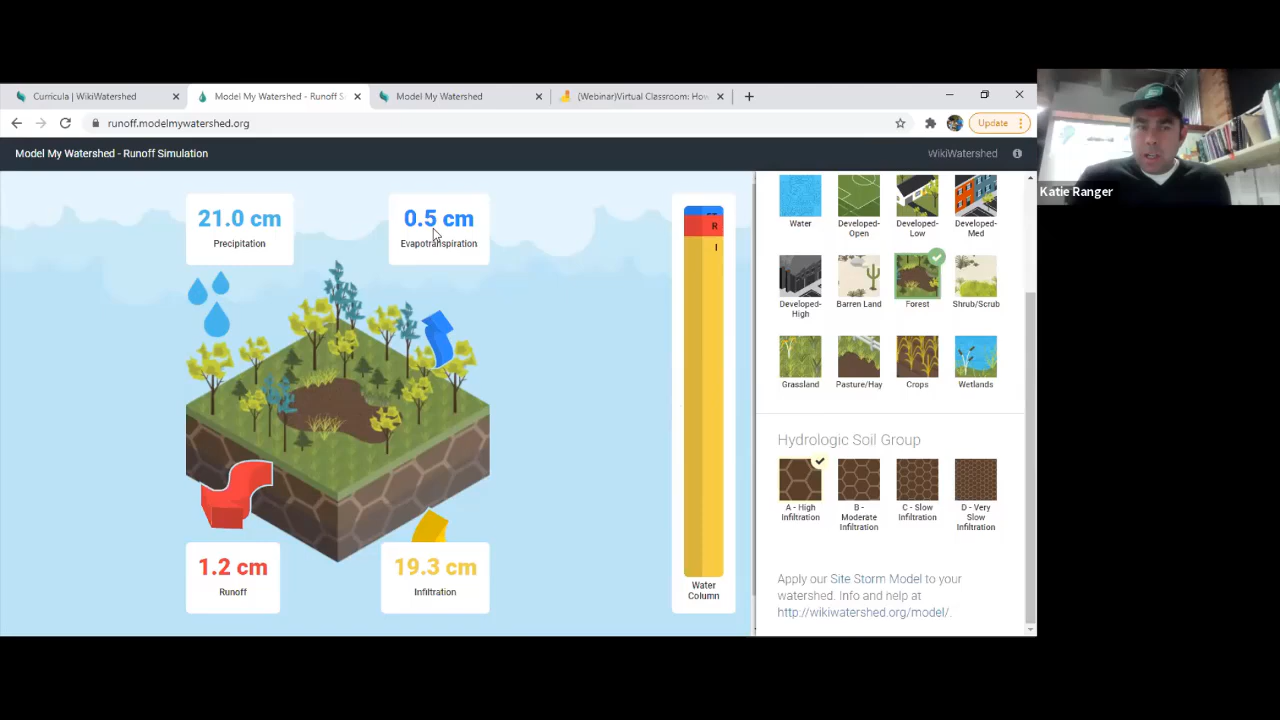 Curricula | WikiWatershed
Model My Watershed - Runoff S
Model My Watershed
(Webinar)Virtual Classroom: How
runoff.modelmywatershed.org
Update
Model My Watershed - Runoff Simulation
WikiWatershed
Katie Ranger
21.0 cm
Precipitation
0.5 cm
Evapotranspiration
R
I
Water
Column
1.2 cm
Runoff
19.3 cm
Infiltration
Water
Developed-
Open
Developed-
Low
Developed-
Med
Developed-
High
Barren Land
Forest
Shrub/Scrub
Grassland
Pasture/Hay
Crops
Wetlands
Hydrologic Soil Group
A - High
Infiltration
B -
Moderate
Infiltration
C - Slow
Infiltration
D - Very
Slow
Infiltration
Apply our Site Storm Model to your
watershed. Info and help at
http://wikiwatershed.org/model/.